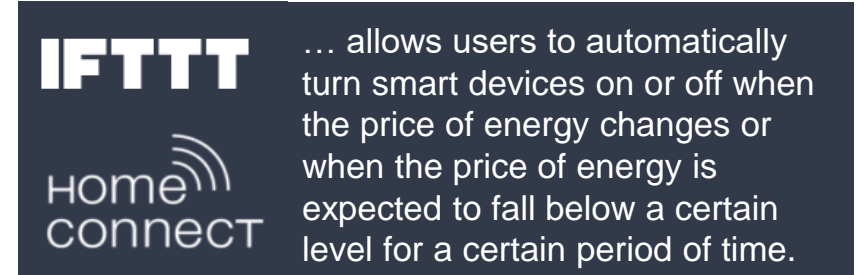 IFTTT
Home
connect
… allows users to automatically
turn smart devices on or off when
the price of energy changes or
when the price of energy is
expected to fall below a certain
level for a certain period of time.